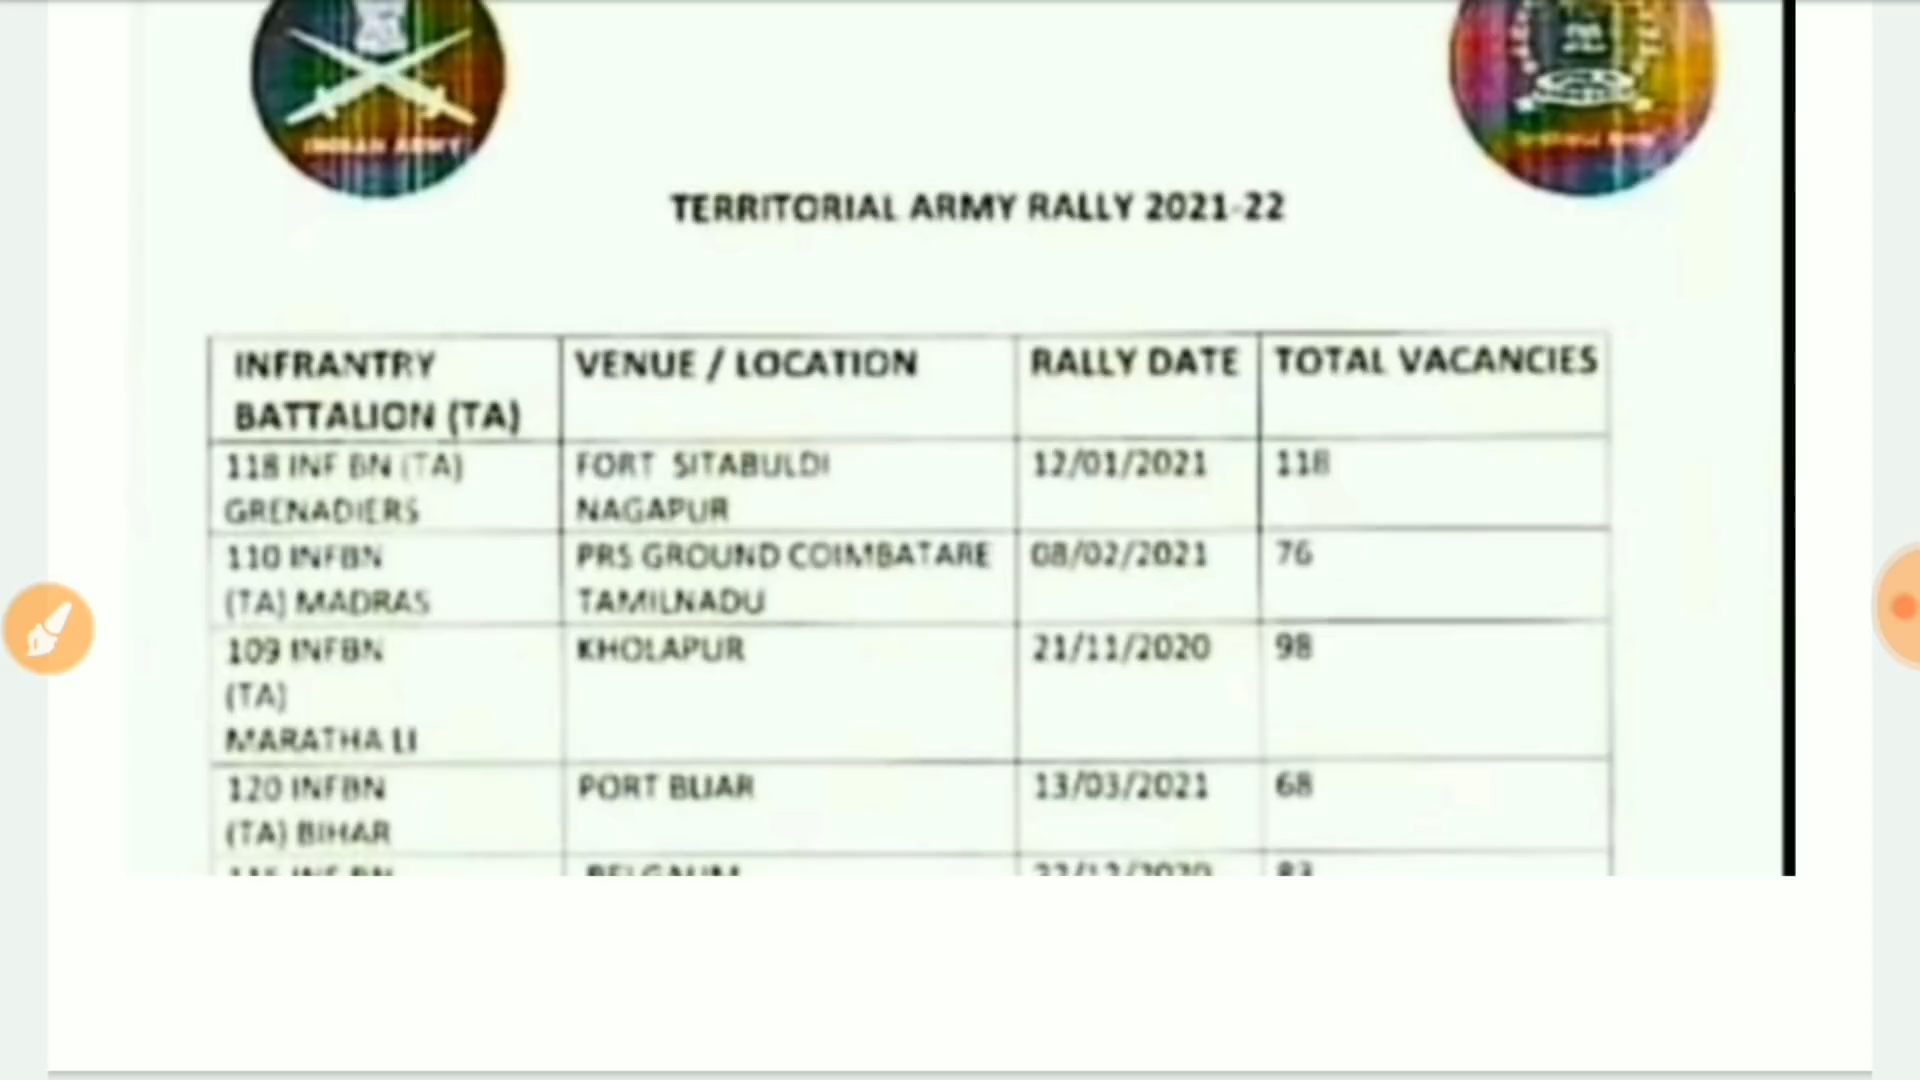 INDIAN ARMY
TERRITORIAL ARMY RALLY 2021-22
INFRANTRY VENUE / LOCATION RALLY DATE TOTAL VACANCIES
BATTALION (TA)
118 INF BN (TA) FORT SITABULDI 12/01/2021 118
GRENADIERS NAGAPUR
110 INFBN PRS GROUND COIMBATARE 08/02/2021 76
(TA) MADRAS TAMILNADU
109 INFBN KHOLAPUR 21/11/2020 98
(TA)
MARATHA LI
120 INFBN PORT BLIAR 13/03/2021 68
(TA) BIHAR
BELGAUM